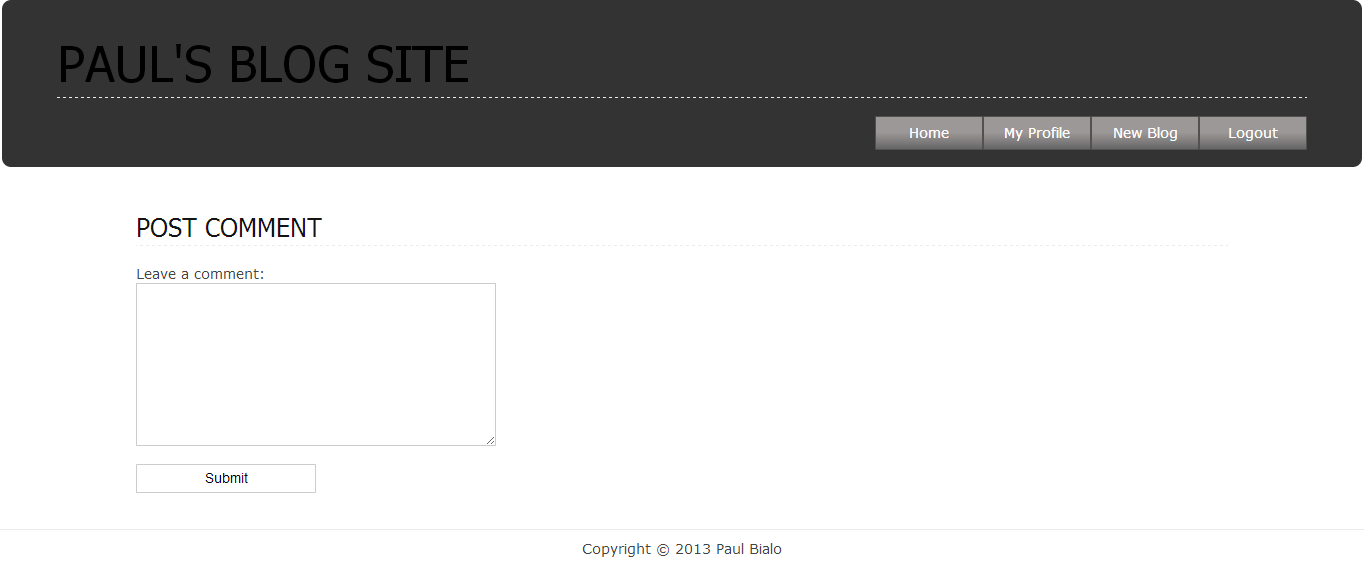 PAUL'S BLOG SITE
Home My Profile New Blog Logout
POST COMMENT
Leave a comment:
Submit
Copyright © 2013 Paul Bialo